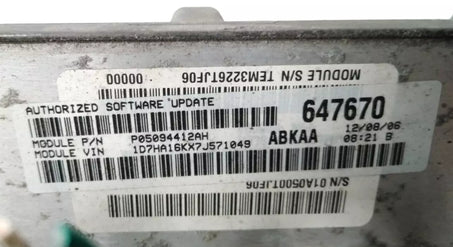 MODULE S/N TEM3226TJF06
00000
AUTHORIZED SOFTWARE UPDATE
647670
MODULE P/N P05094412AH
ABKAA
12/08/06
MODULE VIN 1D7HA16KX7J571049
08:21 B
S/N 01A0500TJF06